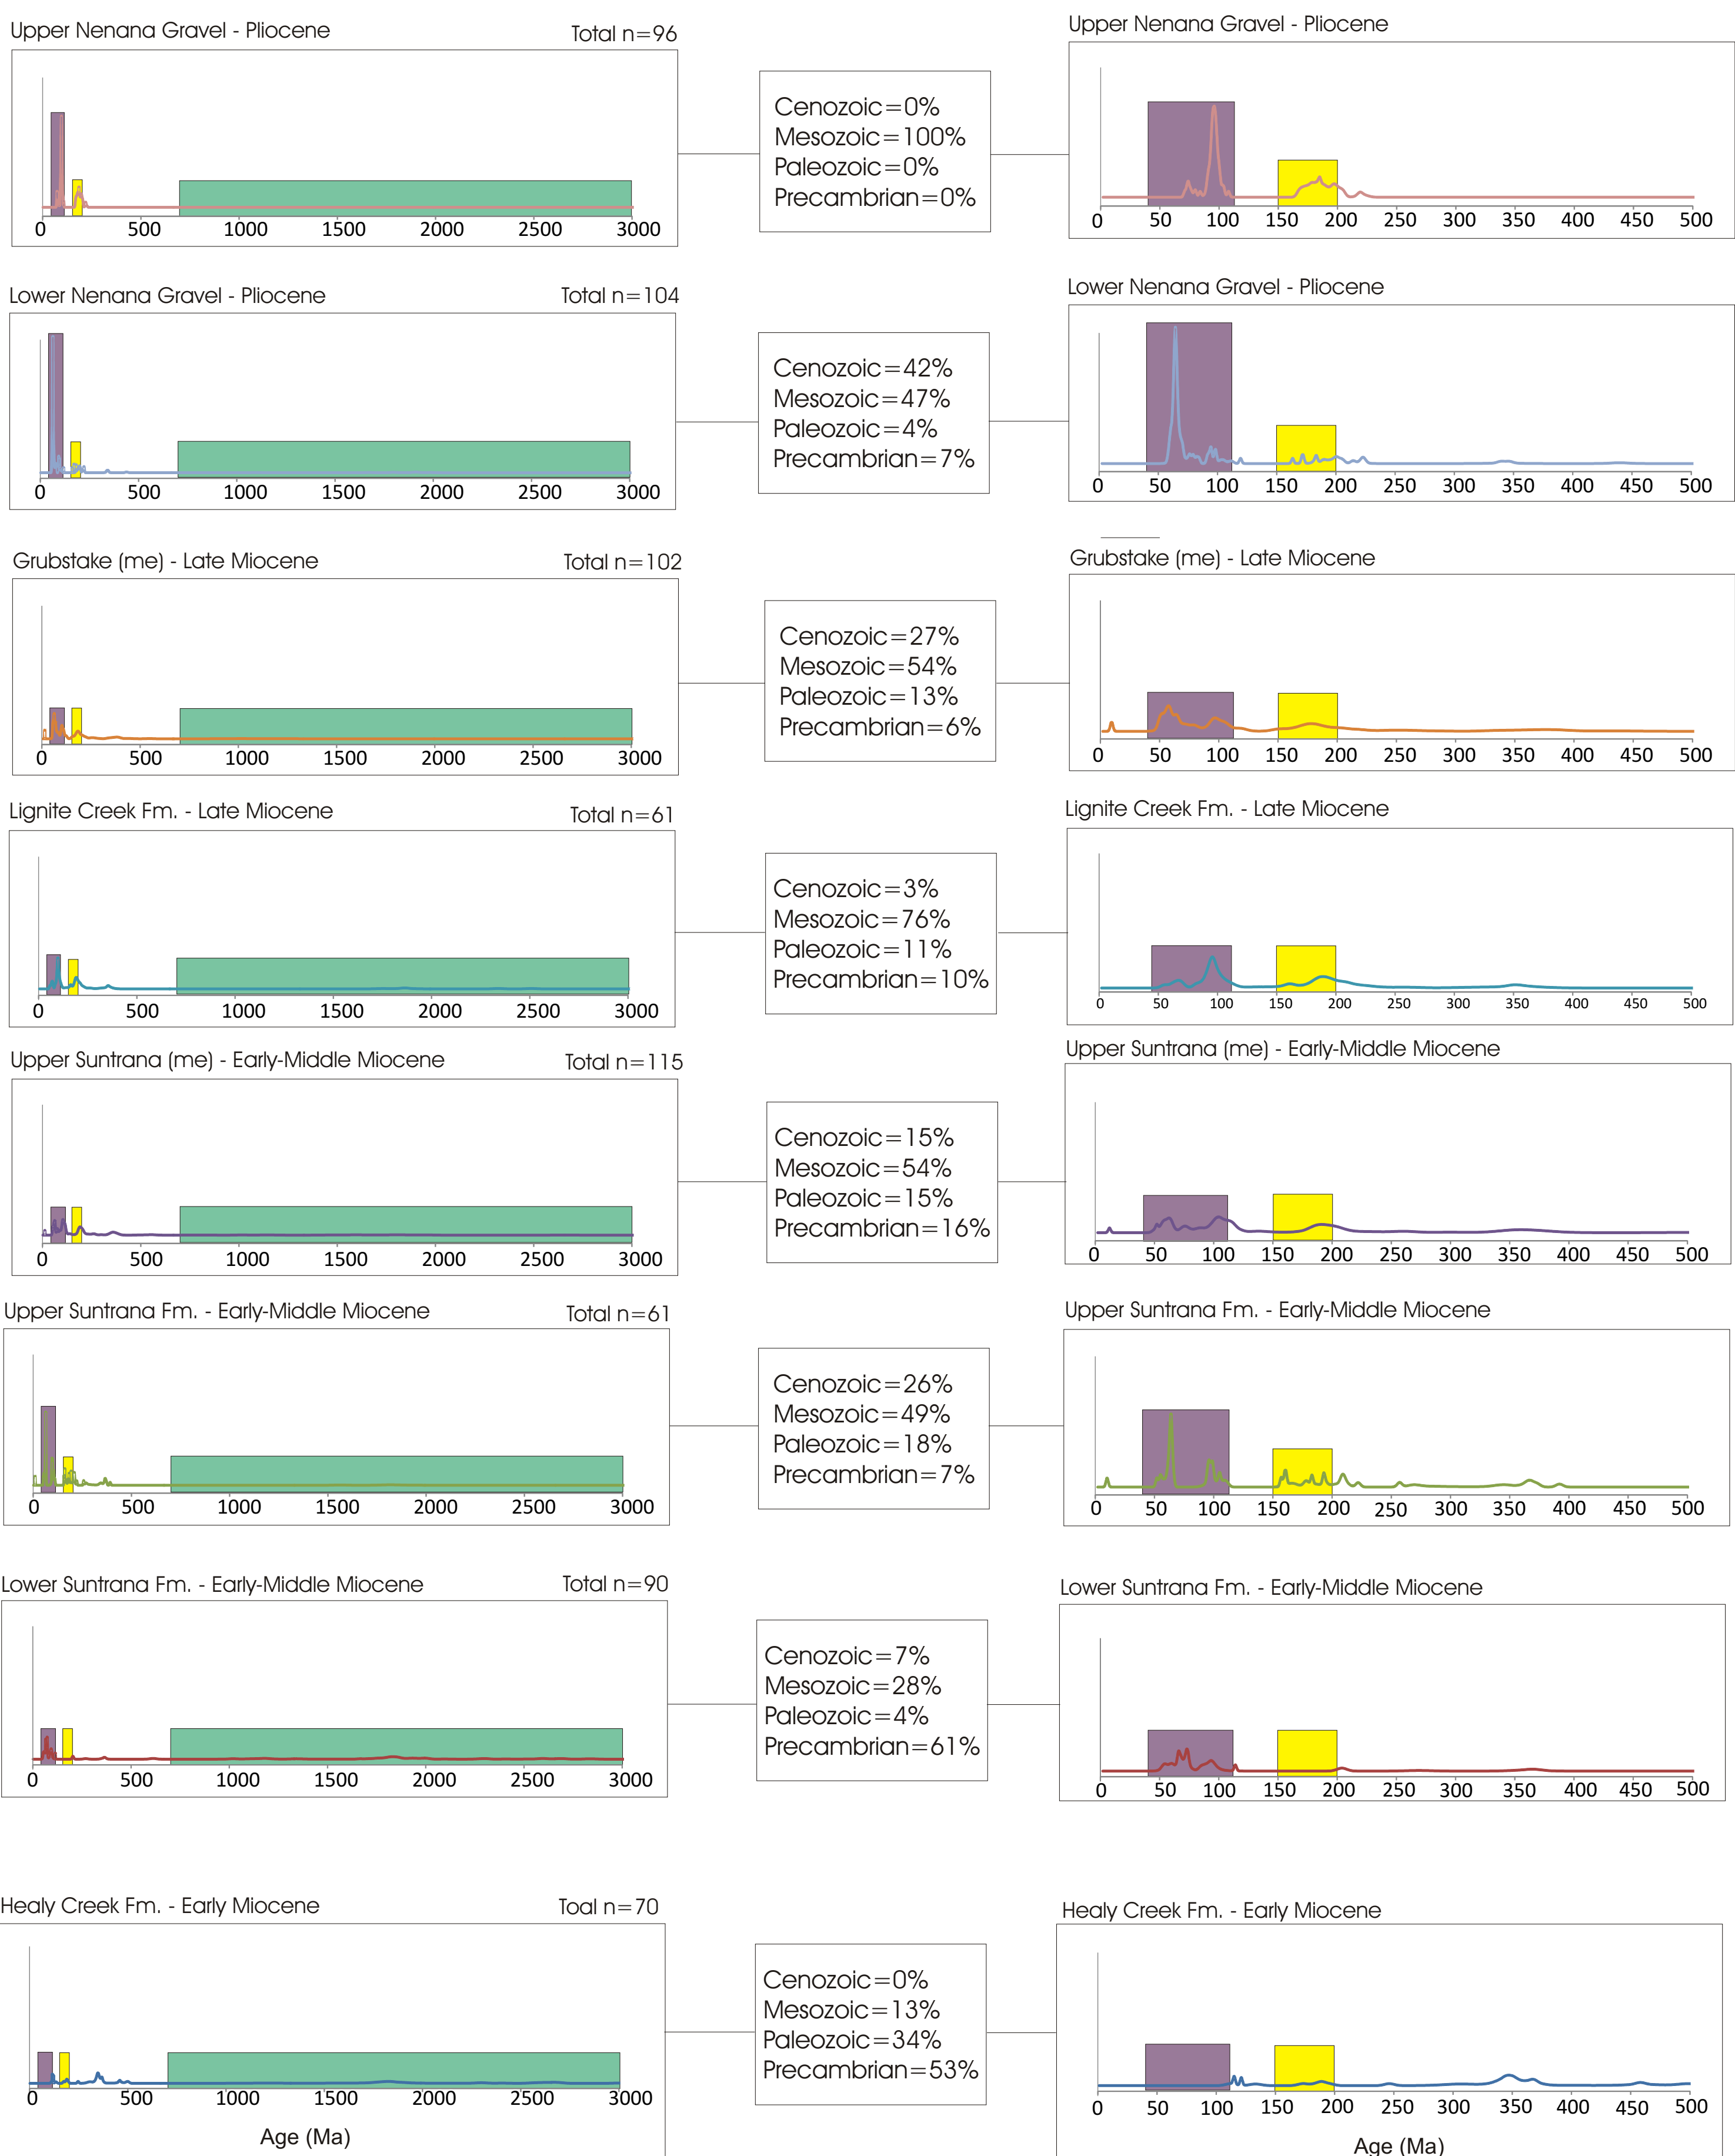 Upper Nenana Gravel - Pliocene
Total n=96
0 500 1000 1500 2000 2500 3000
Cenozoic=0%
Mesozoic=100%
Paleozoic=0%
Precambrian=0%
Upper Nenana Gravel - Pliocene
0 50 100 150 200 250 300 350 400 450 500
Lower Nenana Gravel - Pliocene
Total n=104
0 500 1000 1500 2000 2500 3000
Cenozoic=42%
Mesozoic=47%
Paleozoic=4%
Precambrian=7%
Lower Nenana Gravel - Pliocene
0 50 100 150 200 250 300 350 400 450 500
Grubstake (me) - Late Miocene
Total n=102
0 500 1000 1500 2000 2500 3000
Cenozoic=27%
Mesozoic=54%
Paleozoic=13%
Precambrian=6%
Grubstake (me) - Late Miocene
0 50 100 150 200 250 300 350 400 450 500
Lignite Creek Fm. - Late Miocene
Total n=61
0 500 1000 1500 2000 2500 3000
Cenozoic=3%
Mesozoic=76%
Paleozoic=11%
Precambrian=10%
Lignite Creek Fm. - Late Miocene
0 50 100 150 200 250 300 350 400 450 500
Upper Suntrana (me) - Early-Middle Miocene
Total n=115
0 500 1000 1500 2000 2500 3000
Cenozoic=15%
Mesozoic=54%
Paleozoic=15%
Precambrian=16%
Upper Suntrana (me) - Early-Middle Miocene
0 50 100 150 200 250 300 350 400 450 500
Upper Suntrana Fm. - Early-Middle Miocene
Total n=61
0 500 1000 1500 2000 2500 3000
Cenozoic=26%
Mesozoic=49%
Paleozoic=18%
Precambrian=7%
Upper Suntrana Fm. - Early-Middle Miocene
0 50 100 150 200 250 300 350 400 450 500
Lower Suntrana Fm. - Early-Middle Miocene
Total n=90
0 500 1000 1500 2000 2500 3000
Cenozoic=7%
Mesozoic=28%
Paleozoic=4%
Precambrian=61%
Lower Suntrana Fm. - Early-Middle Miocene
0 50 100 150 200 250 300 350 400 450 500
Healy Creek Fm. - Early Miocene
Toal n=70
0 500 1000 1500 2000 2500 3000
Age (Ma)
Cenozoic=0%
Mesozoic=13%
Paleozoic=34%
Precambrian=53%
Healy Creek Fm. - Early Miocene
0 50 100 150 200 250 300 350 400 450 500
Age (Ma)